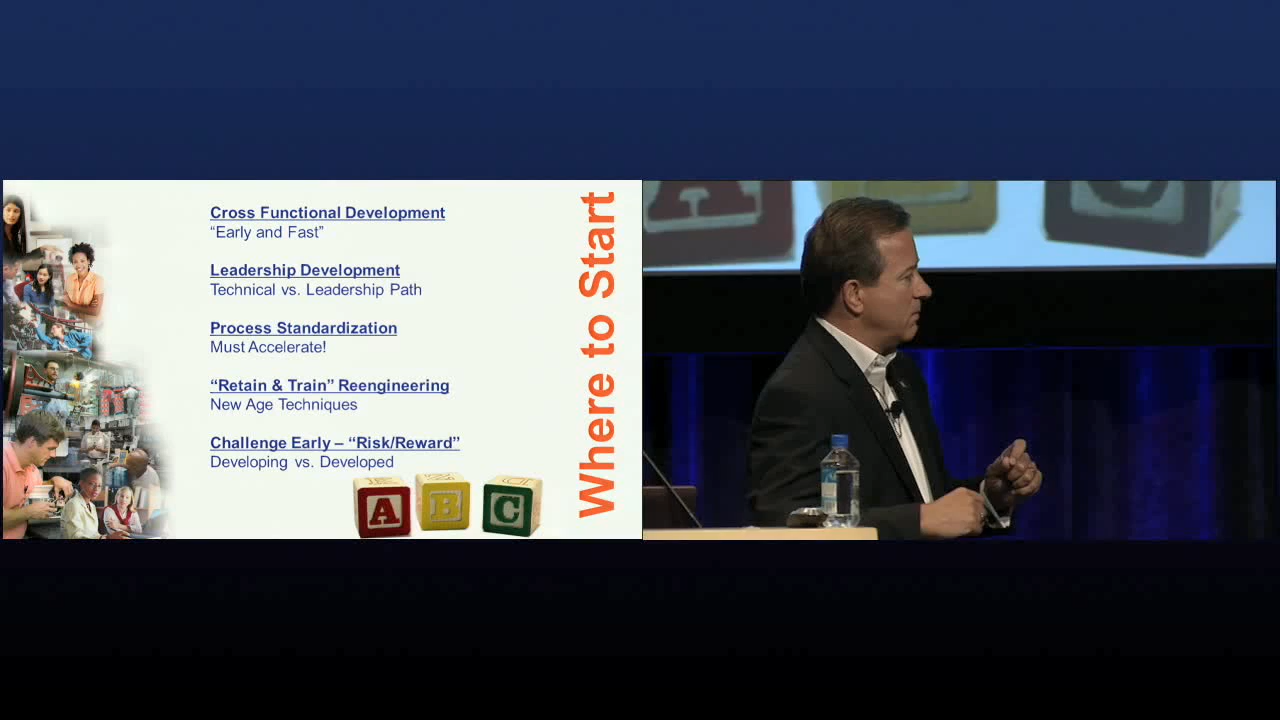 Cross Functional Development
“Early and Fast”
Leadership Development
Technical vs. Leadership Path
Process Standardization
Must Accelerate!
“Retain & Train” Reengineering
New Age Techniques
Challenge Early – “Risk/Reward”
Developing vs. Developed
Where to Start
A B C
A